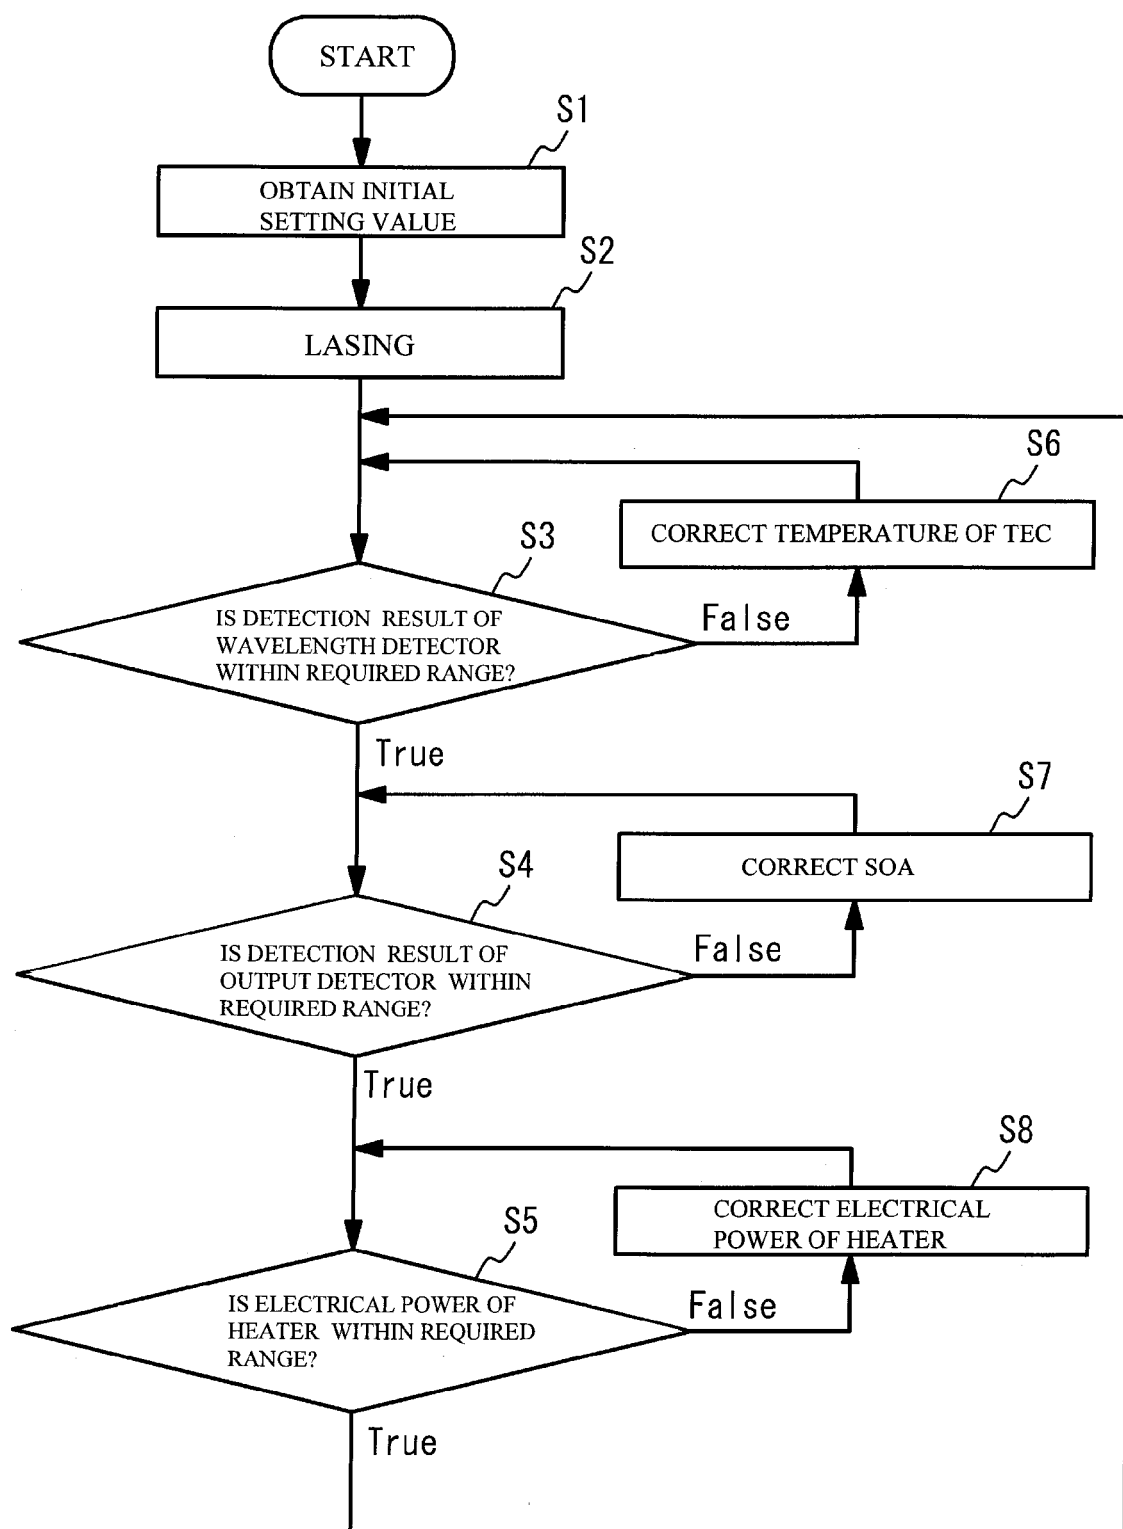 START
S1
OBTAIN INITIAL
SETTING VALUE
S2
LASING
S6
CORRECT TEMPERATURE OF TEC
S3
IS DETECTION RESULT OF
WAVELENGTH DETECTOR
WITHIN REQUIRED RANGE?
False
True
S7
CORRECT SOA
S4
IS DETECTION RESULT OF
OUTPUT DETECTOR WITHIN
REQUIRED RANGE?
False
True
S8
CORRECT ELECTRICAL
POWER OF HEATER
S5
IS ELECTRICAL POWER OF
HEATER WITHIN REQUIRED
RANGE?
False
True